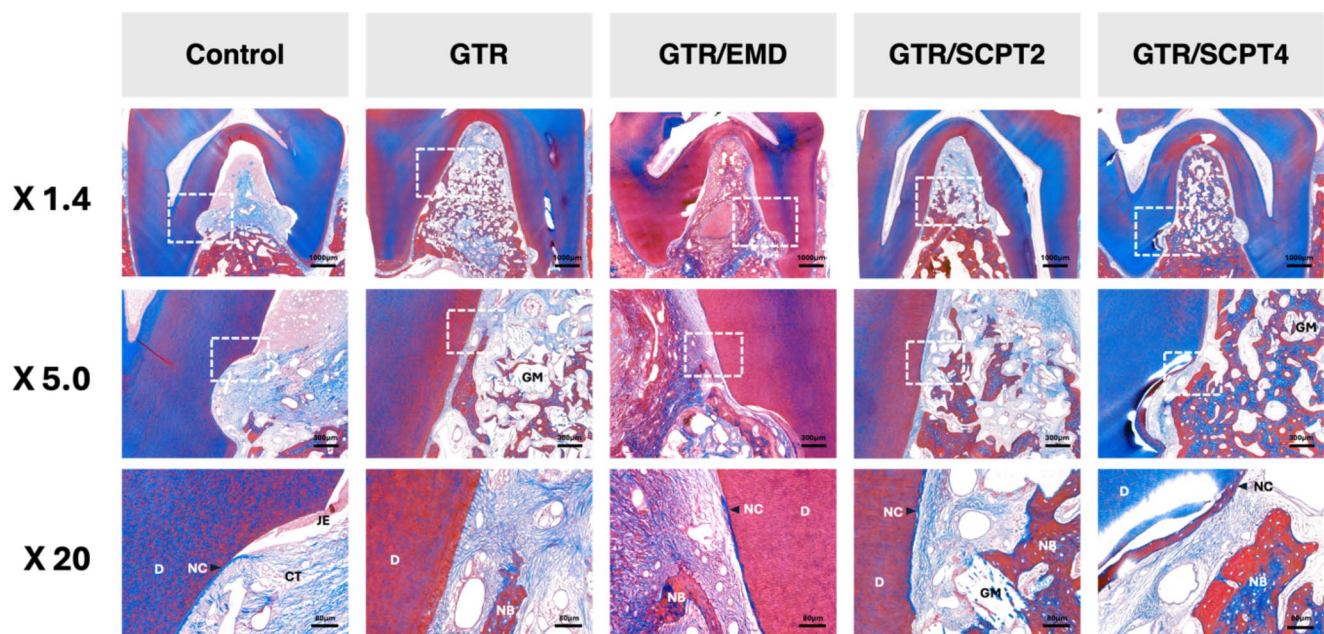 Control GTR GTR/EMD GTR/SCPT2 GTR/SCPT4
X 1.4
1000µm 1000µm 1000µm 1000µm 1000µm
X 5.0
GM GM
300µm 300µm 300µm 300µm 300µm
X 20
JE D NC CT 80µm
D NB 80µm
NC D NB 80µm
NC D NB GM 80µm
D NC NB 80µm